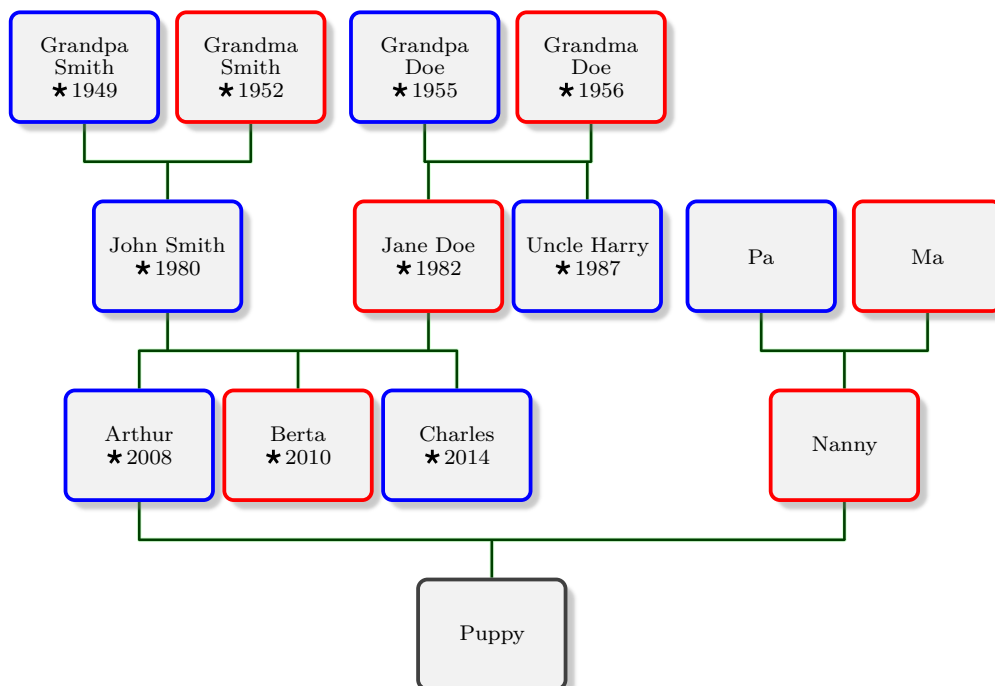 Grandpa
Smith
★1949
Grandma
Smith
★1952
Grandpa
Doe
★1955
Grandma
Doe
★1956
John Smith
★1980
Jane Doe
★1982
Uncle Harry
★1987
Pa
Ma
Arthur
★2008
Berta
★2010
Charles
★2014
Nanny
Puppy